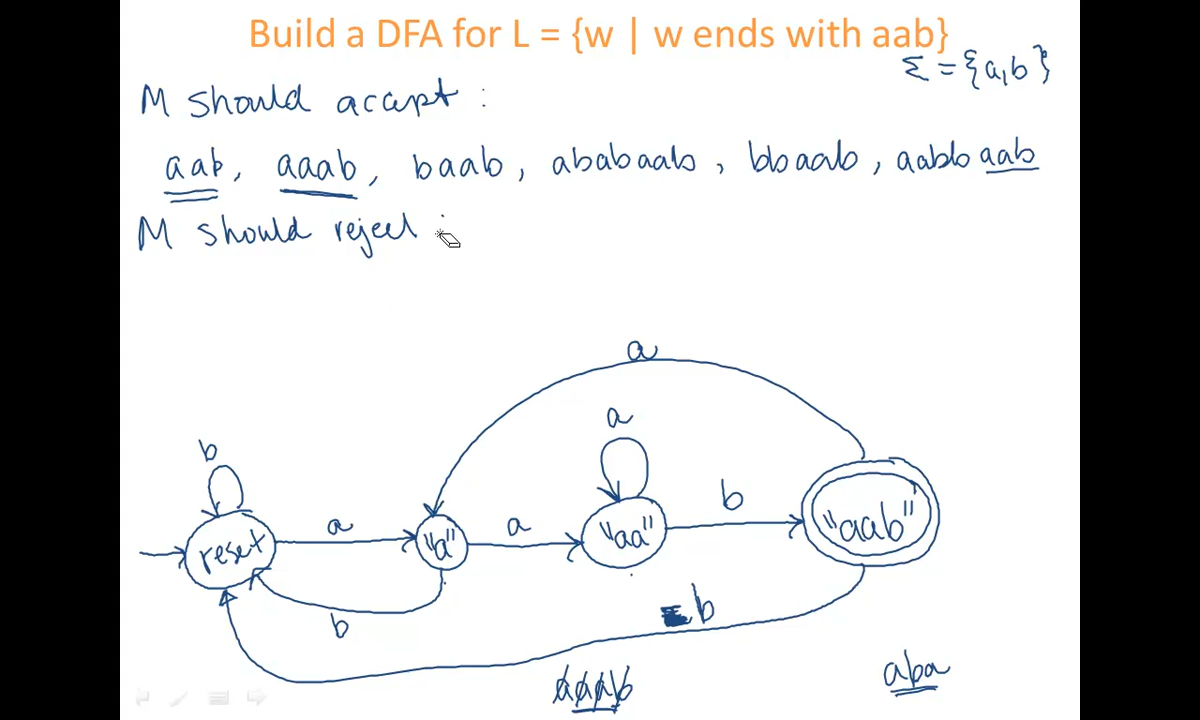 Build a DFA for L = {w | w ends with aab}
Σ = {a,b}
M should accept :
aab, aaab, baab, ababaab, bbaab, aabbaab
M should reject :
a
a
b
b
a
a
reset
"a"
"aa"
"aab"
b
b
aaab
aba